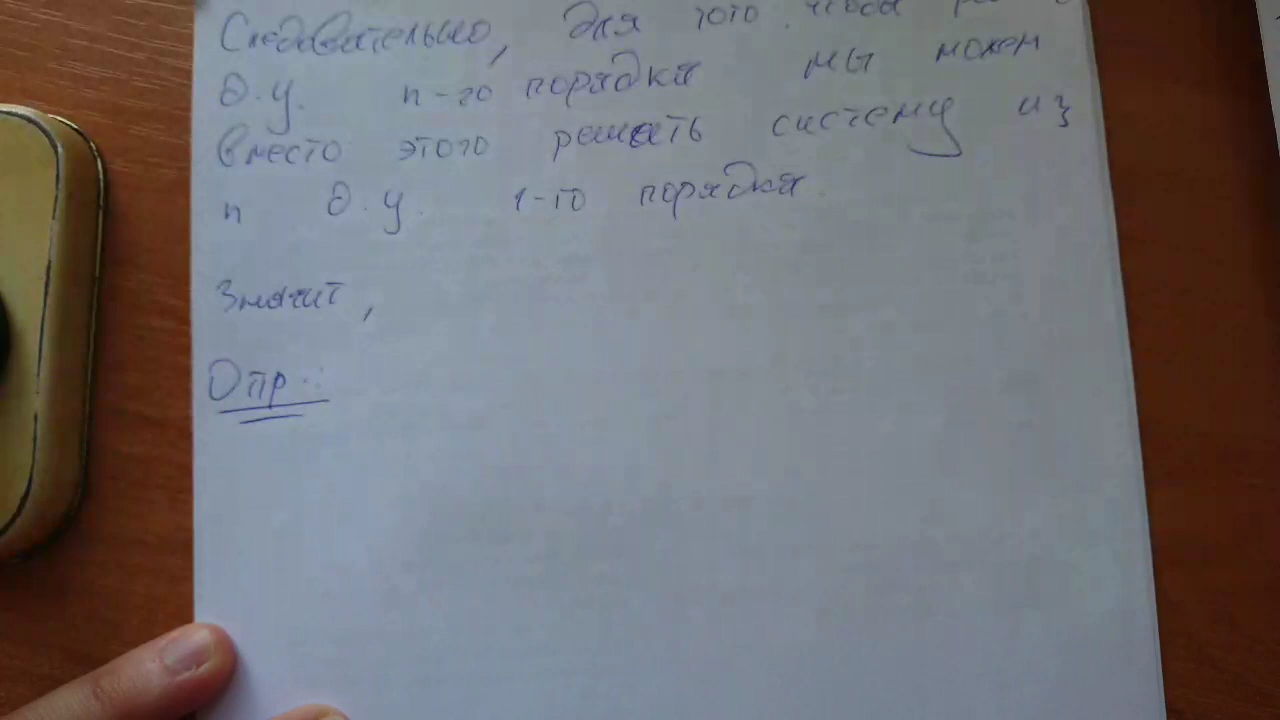 Следовательно, для того чтобы
д.у. n-го порядка мы можем
вместо этого решать систему из
n д.у. 1-го порядка.
Значит,
Опр.: